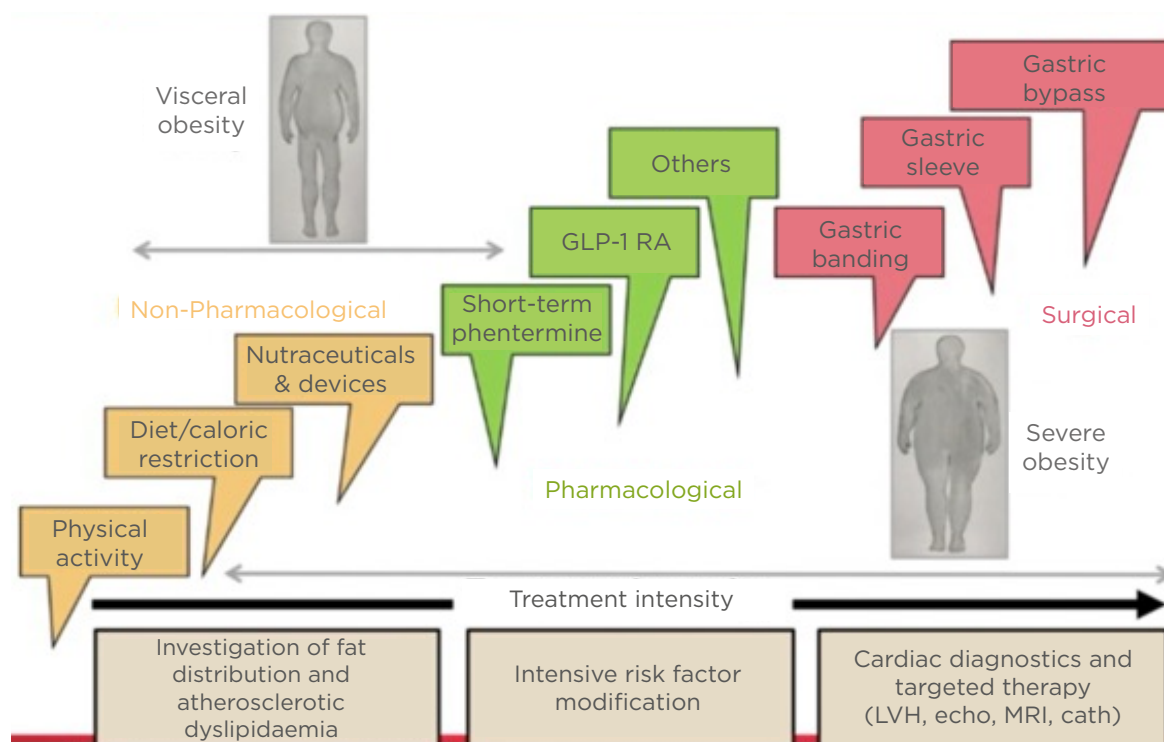 Visceral
obesity
Gastric
bypass
Gastric
sleeve
Others
GLP-1 RA
Gastric
banding
Non-Pharmacological
Short-term
phentermine
Surgical
Nutraceuticals
& devices
Diet/caloric
restriction
Severe
obesity
Pharmacological
Physical
activity
Treatment intensity
Investigation of fat
distribution and
atherosclerotic
dyslipidaemia
Intensive risk factor
modification
Cardiac diagnostics and
targeted therapy
(LVH, echo, MRI, cath)